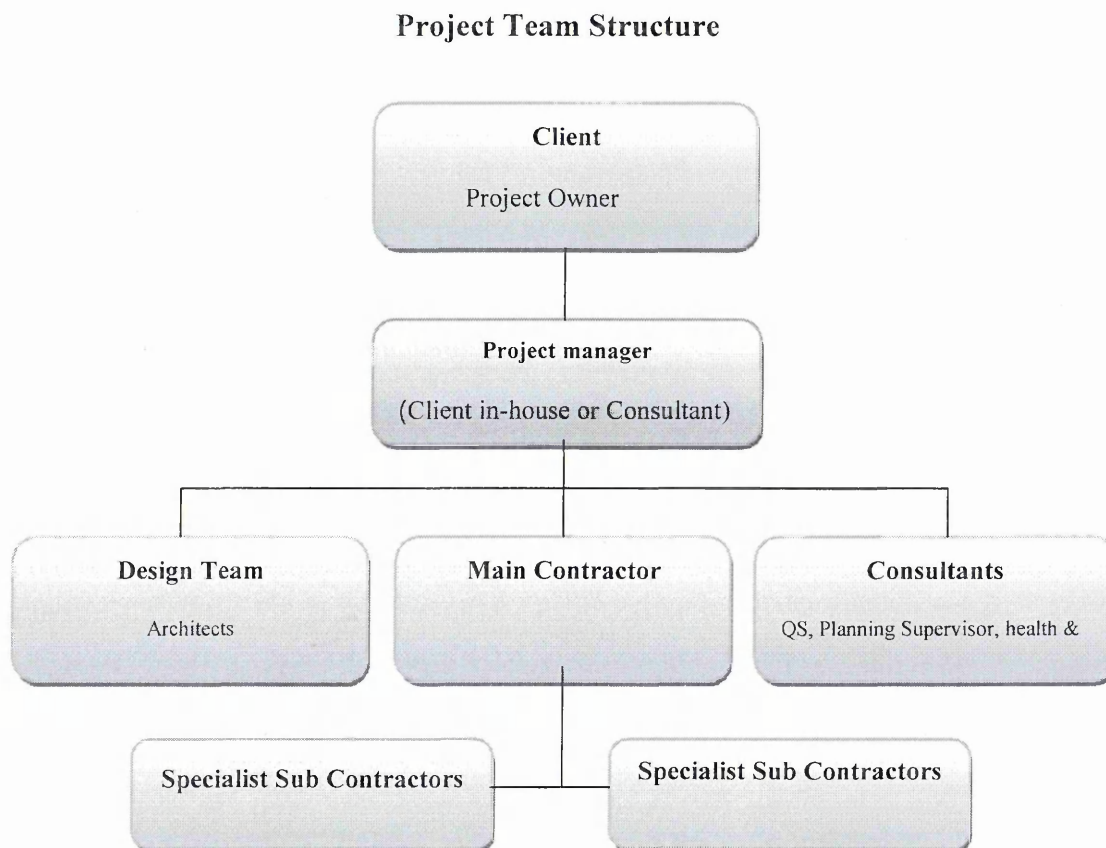 Project Team Structure
Client
Project Owner
Project manager
(Client in-house or Consultant)
Design Team
Architects
Main Contractor
Consultants
QS, Planning Supervisor, health &
Specialist Sub Contractors
Specialist Sub Contractors